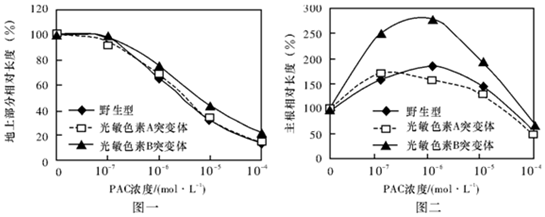 地上部分相对长度（%）
120
100
80
60
40
20
0
野生型
光敏色素A突变体
光敏色素B突变体
0
10⁻⁷
10⁻⁶
10⁻⁵
10⁻⁴
PAC浓度/(mol·L⁻¹)
图一
主根相对长度（%）
300
250
200
150
100
50
0
野生型
光敏色素A突变体
光敏色素B突变体
0
10⁻⁷
10⁻⁶
10⁻⁵
10⁻⁴
PAC浓度/(mol·L⁻¹)
图二